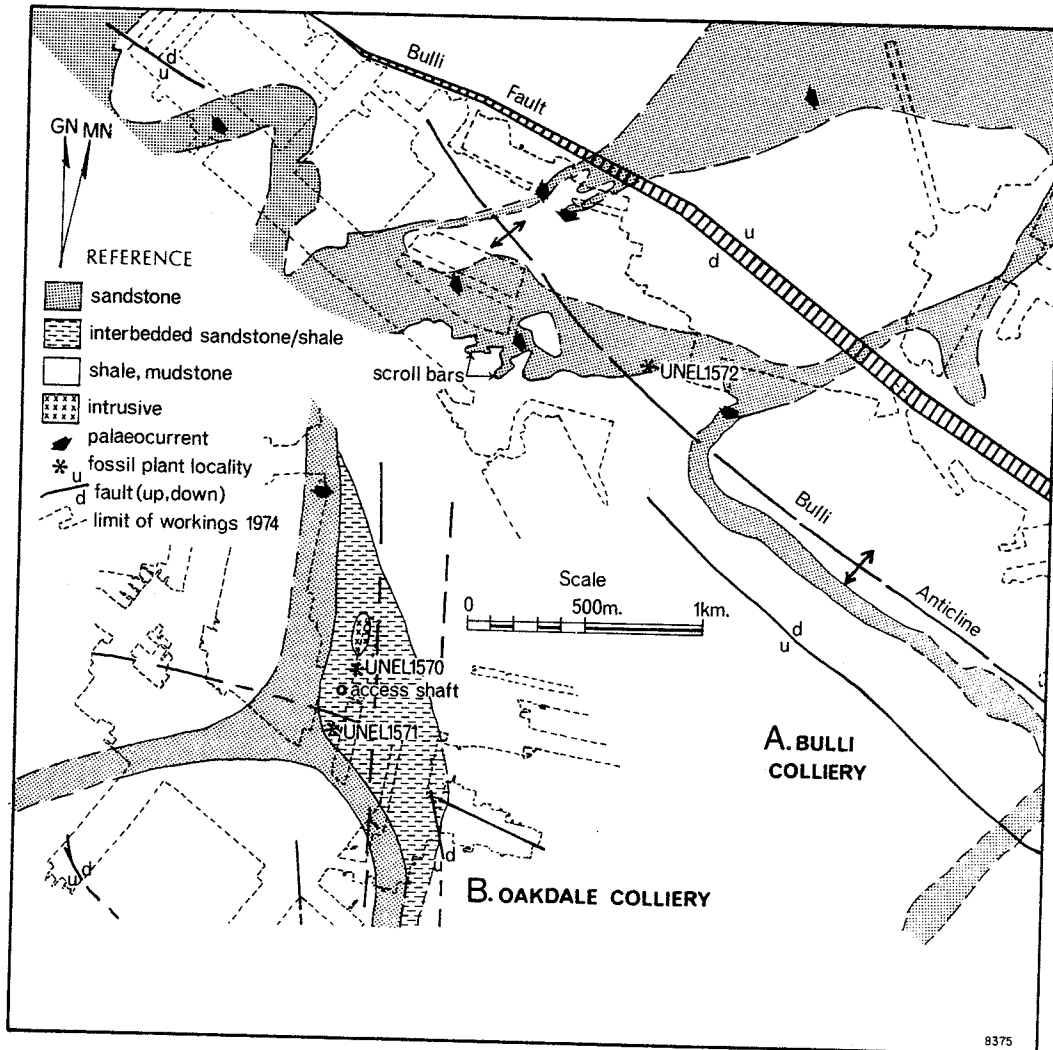 Bulli
Fault
d
u
GN MN
u
d
REFERENCE
sandstone
interbedded sandstone/shale
shale, mudstone
intrusive
palaeocurrent
fossil plant locality
u
d
fault (up, down)
limit of workings 1974
scroll bars
UNEL1572
Bulli
Anticline
Scale
0 500m. 1km.
d
u
UNEL1570
access shaft
UNEL1571
A. BULLI
COLLIERY
u d
u d
B. OAKDALE COLLIERY
8375